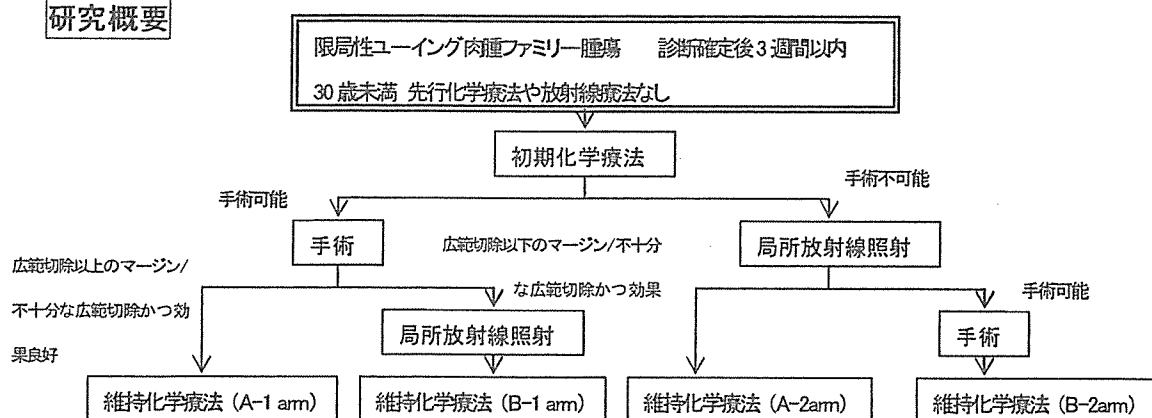 研究概要
限局性ユーイング肉腫ファミリー腫瘍 診断確定後3週間以内
30歳未満 先行化学療法や放射線療法なし
初期化学療法
手術可能
手術不可能
手術
広範切除以下のマージン/不十分
局所放射線照射
広範切除以上のマージン/
不十分な広範切除かつ効
果良好
な広範切除かつ効果
手術可能
局所放射線照射
手術
維持化学療法 (A-1 arm)
維持化学療法 (B-1 arm)
維持化学療法 (A-2arm)
維持化学療法 (B-2arm)